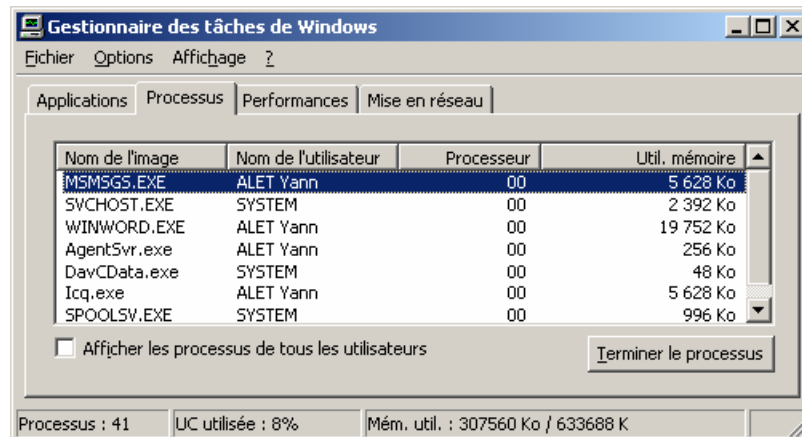 Gestionnaire des tâches de Windows
Fichier Options Affichage ?
Applications Processus Performances Mise en réseau
Nom de l'image Nom de l'utilisateur Processeur Util. mémoire
MSMSGS.EXE ALET Yann 00 5 628 Ko
SVCHOST.EXE SYSTEM 00 2 392 Ko
WINWORD.EXE ALET Yann 00 19 752 Ko
AgentSvr.exe ALET Yann 00 256 Ko
DavCData.exe SYSTEM 00 48 Ko
Icq.exe ALET Yann 00 5 628 Ko
SPOOLSV.EXE SYSTEM 00 996 Ko
Afficher les processus de tous les utilisateurs Terminer le processus
Processus : 41 UC utilisée : 8% Mém. util. : 307560 Ko / 633688 K